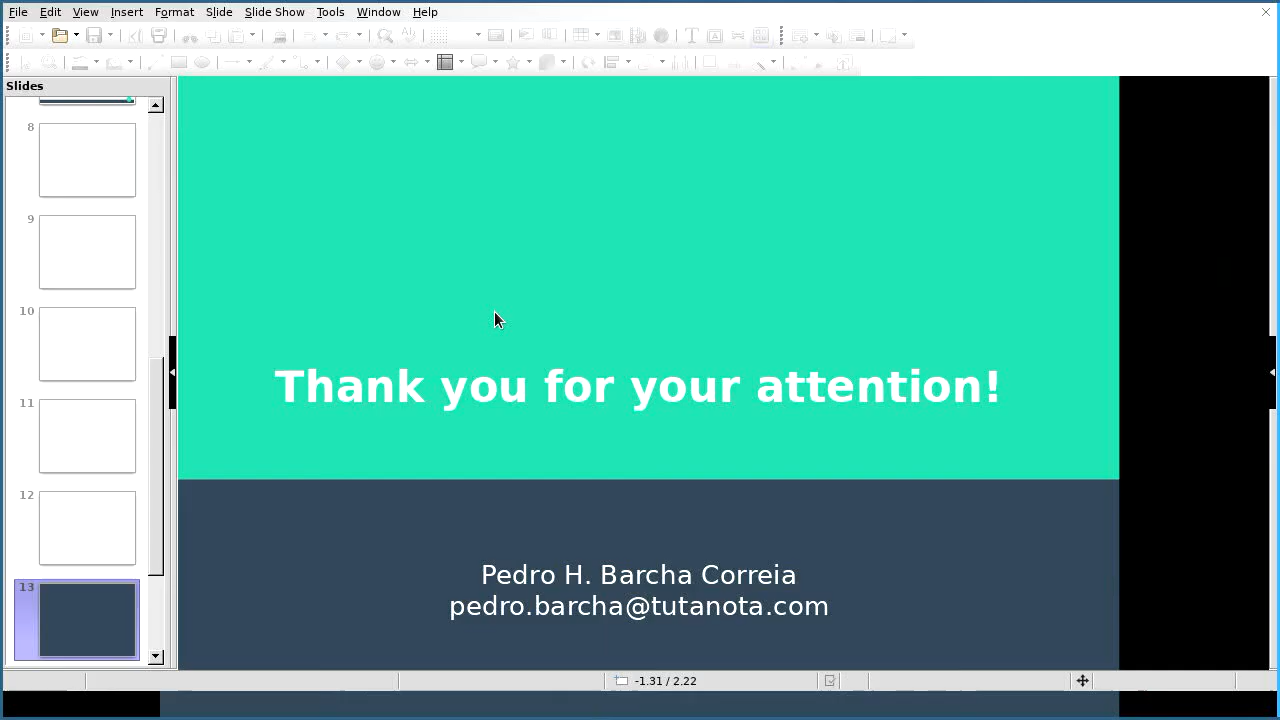 File Edit View Insert Format Slide Slide Show Tools Window Help
Slides
8
9
10
11
12
13
Thank you for your attention!
Pedro H. Barcha Correia
pedro.barcha@tutanota.com
-1.31 / 2.22